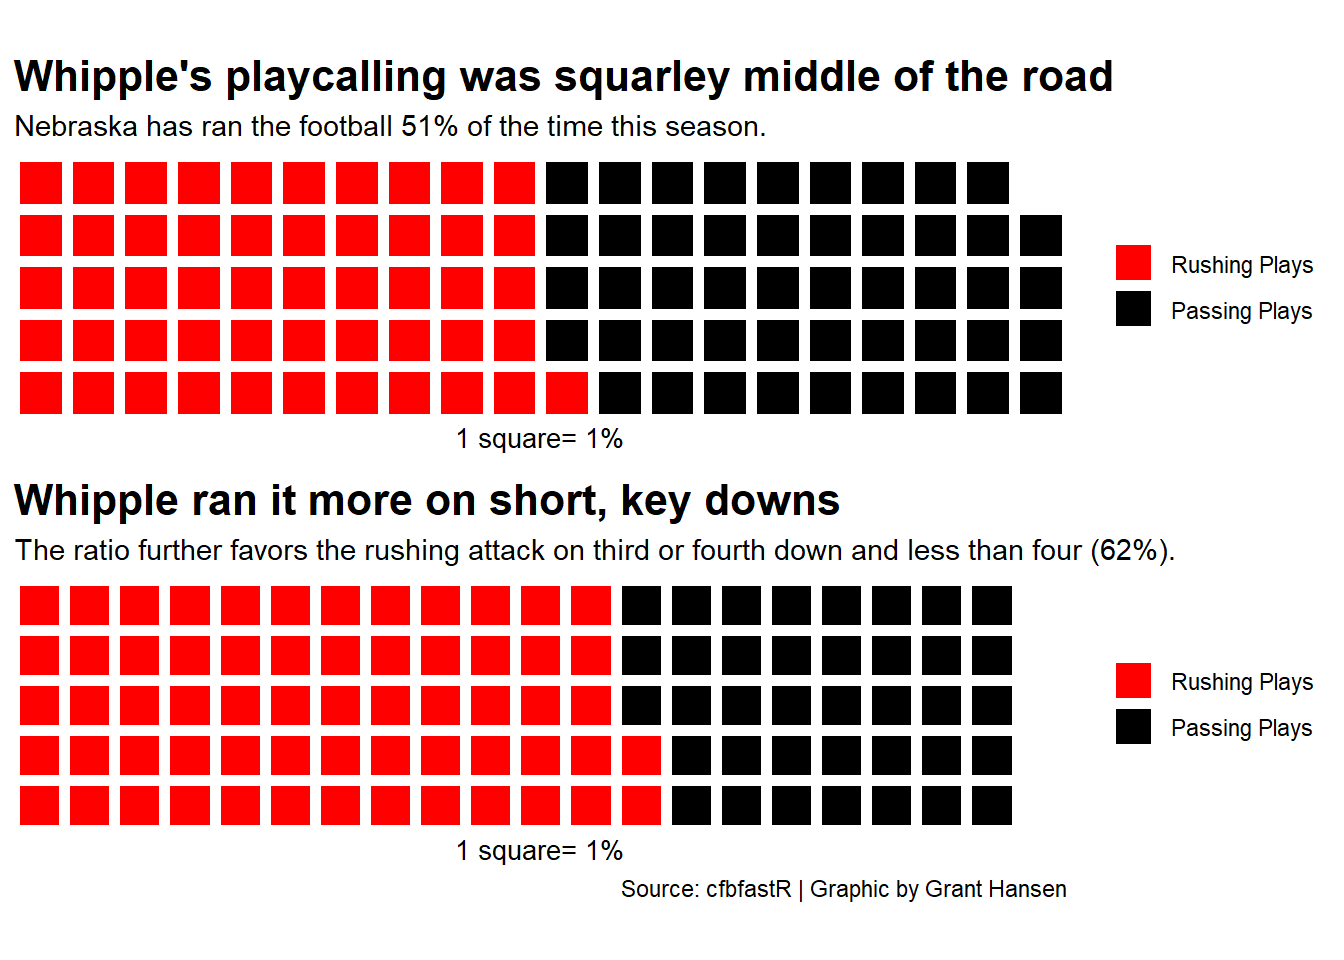 Whipple's playcalling was squarley middle of the road
Nebraska has ran the football 51% of the time this season.
Rushing Plays
Passing Plays
1 square= 1%
Whipple ran it more on short, key downs
The ratio further favors the rushing attack on third or fourth down and less than four (62%).
Rushing Plays
Passing Plays
1 square= 1%
Source: cfbfastR | Graphic by Grant Hansen